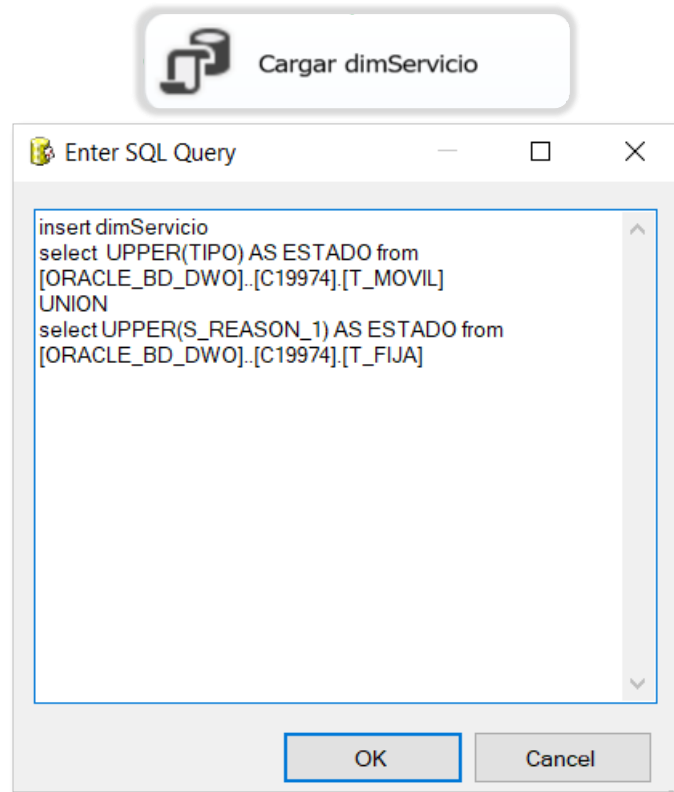 Cargar dimServicio
Enter SQL Query
insert dimServicio
select  UPPER(TIPO) AS ESTADO from
[ORACLE_BD_DWO]..[C19974].[T_MOVIL]
UNION
select UPPER(S_REASON_1) AS ESTADO from
[ORACLE_BD_DWO]..[C19974].[T_FIJA]
OK
Cancel